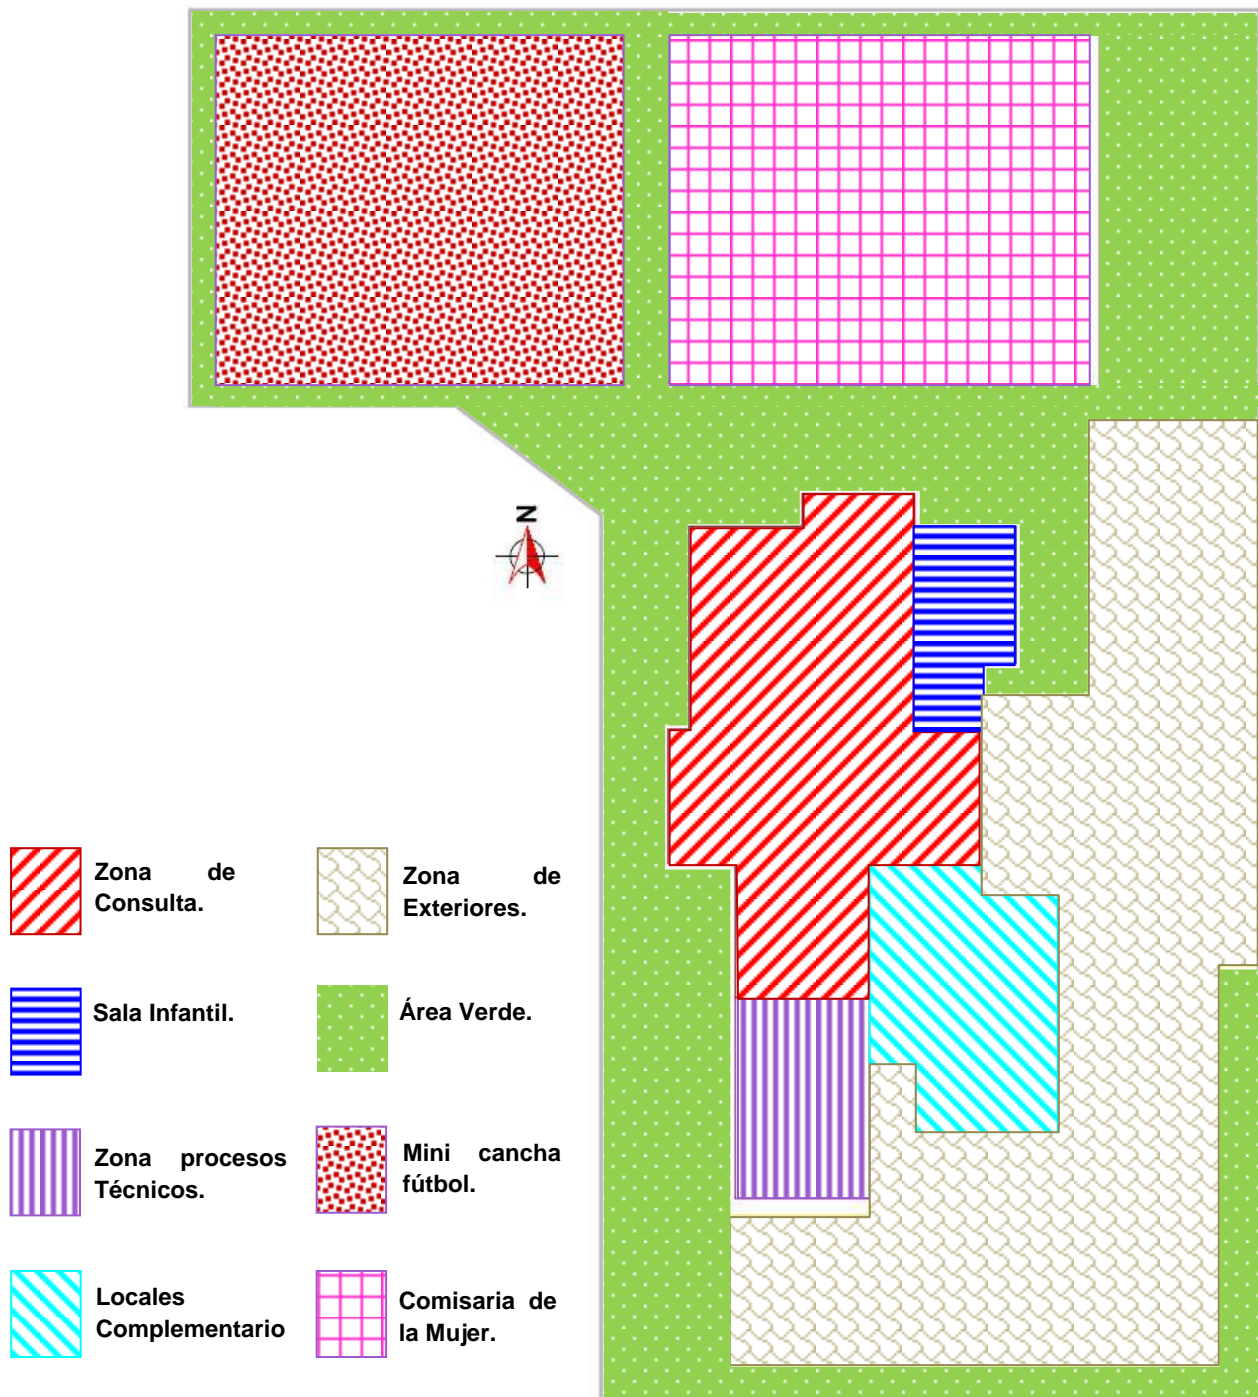 N
Zona de
Consulta.
Zona de
Exteriores.
Sala Infantil.
Área Verde.
Zona procesos
Técnicos.
Mini cancha
fútbol.
Locales
Complementario
Comisaria de
la Mujer.